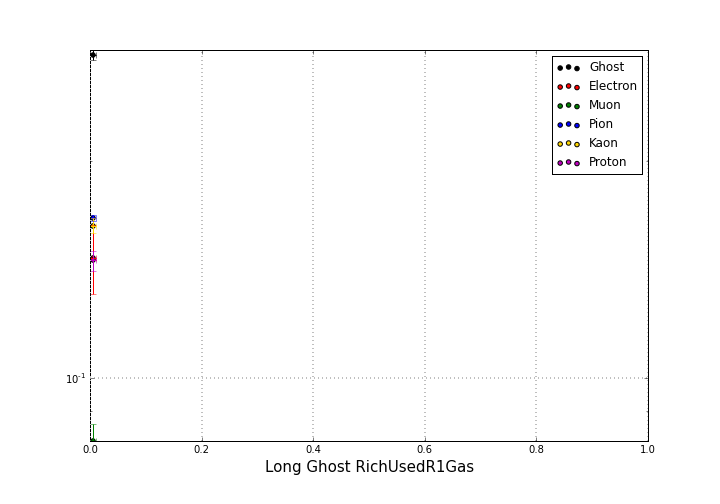 Ghost
Electron
Muon
Pion
Kaon
Proton
10⁻¹
0.0 0.2 0.4 0.6 0.8 1.0
Long Ghost RichUsedR1Gas